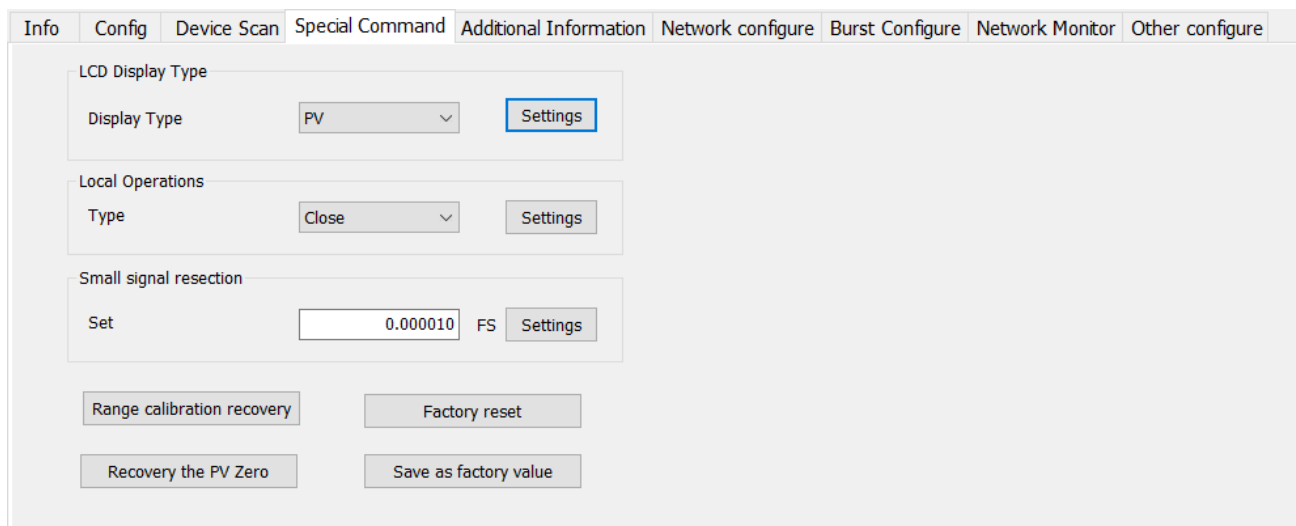 Info Config Device Scan Special Command Additional Information Network configure Burst Configure Network Monitor Other configure
LCD Display Type
Display Type PV Settings
Local Operations
Type Close Settings
Small signal resection
Set 0.000010 FS Settings
Range calibration recovery Factory reset
Recovery the PV Zero Save as factory value